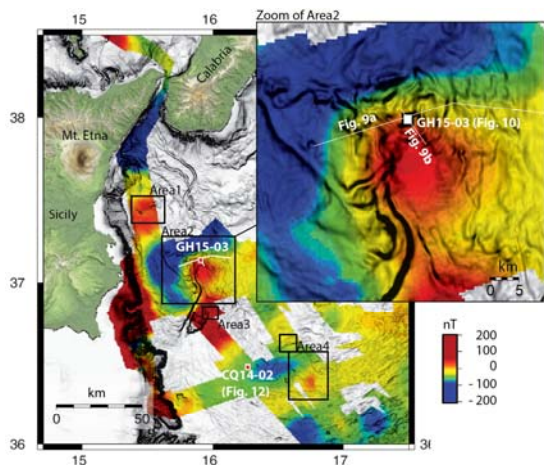 Zoom of Area2
15
16
38
37
36
Calabria
Mt. Etna
Sicily
Area1
Area2
GH15-03
Area3
Area4
CQ14-02
(Fig. 12)
km
0
50
15
16
17
36
Fig. 9a
GH15-03 (Fig. 10)
Fig. 9b
km
0 5
nT
200
100
0
- 100
- 200